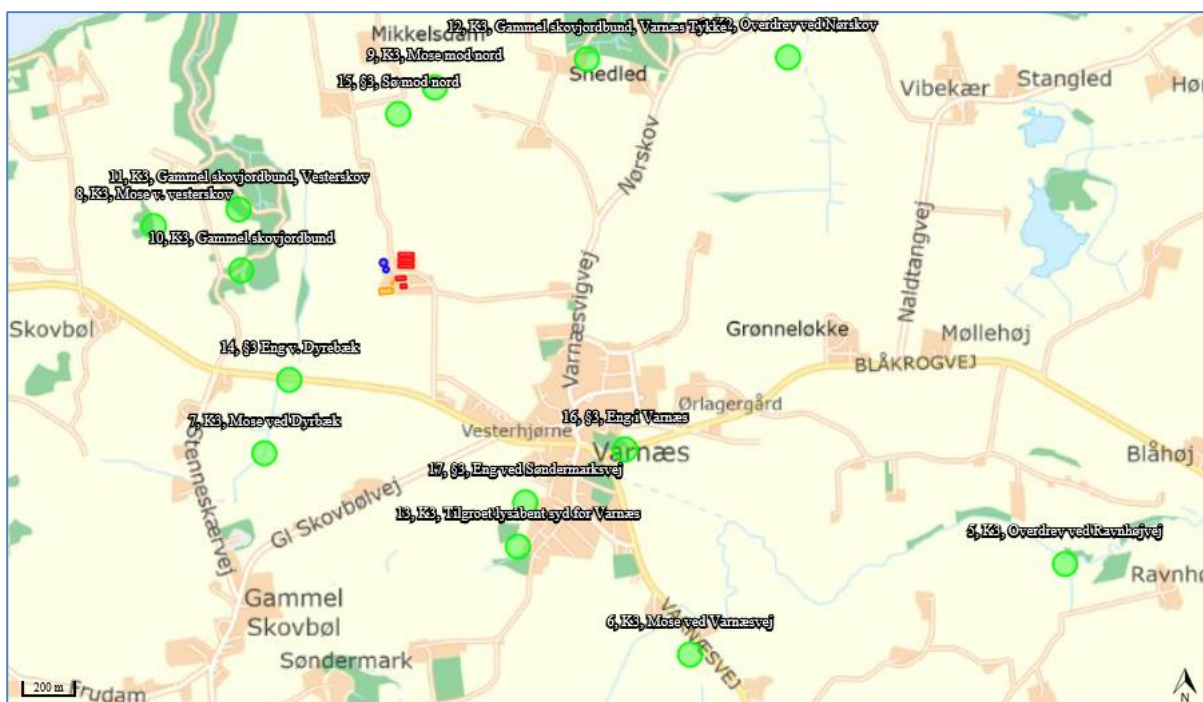 12, K3, Gammel skovjordbund, Varnæs Tykke
K2, Overdrev ved Nørskov
Mikkelsdam
9, K3, Mose mod nord
Snedled
Stangled
Vibekær
15, §3, Sø mod nord
Nørskov
11, K3, Gammel skovjordbund, Vesterskov
8, K3, Mose v. vesterskov
10, K3, Gammel skovjordbund
Naldtangvej
Varnæsvigvej
Skovbøl
Grønneløkke
Møllehøj
14, §3 Eng v. Dyrebæk
BLÅKROGVEJ
Ørlagergård
7, K3, Mose ved Dyrbæk
16, §3, Eng i Varnæs
Vesterhjørne
Varnæs
Blåhøj
17, §3, Eng ved Søndermarksvej
Stenneskærvej
Gl Skovbølvej
13, K3, Tilgroet lysåbent syd for Varnæs
5, K3, Overdrev ved Ravnhøjvej
Ravnhø
Gammel
Skovbøl
6, K3, Mose ved Varnæsvej
VARNÆSVEJ
Søndermark
Frudam
200 m
N